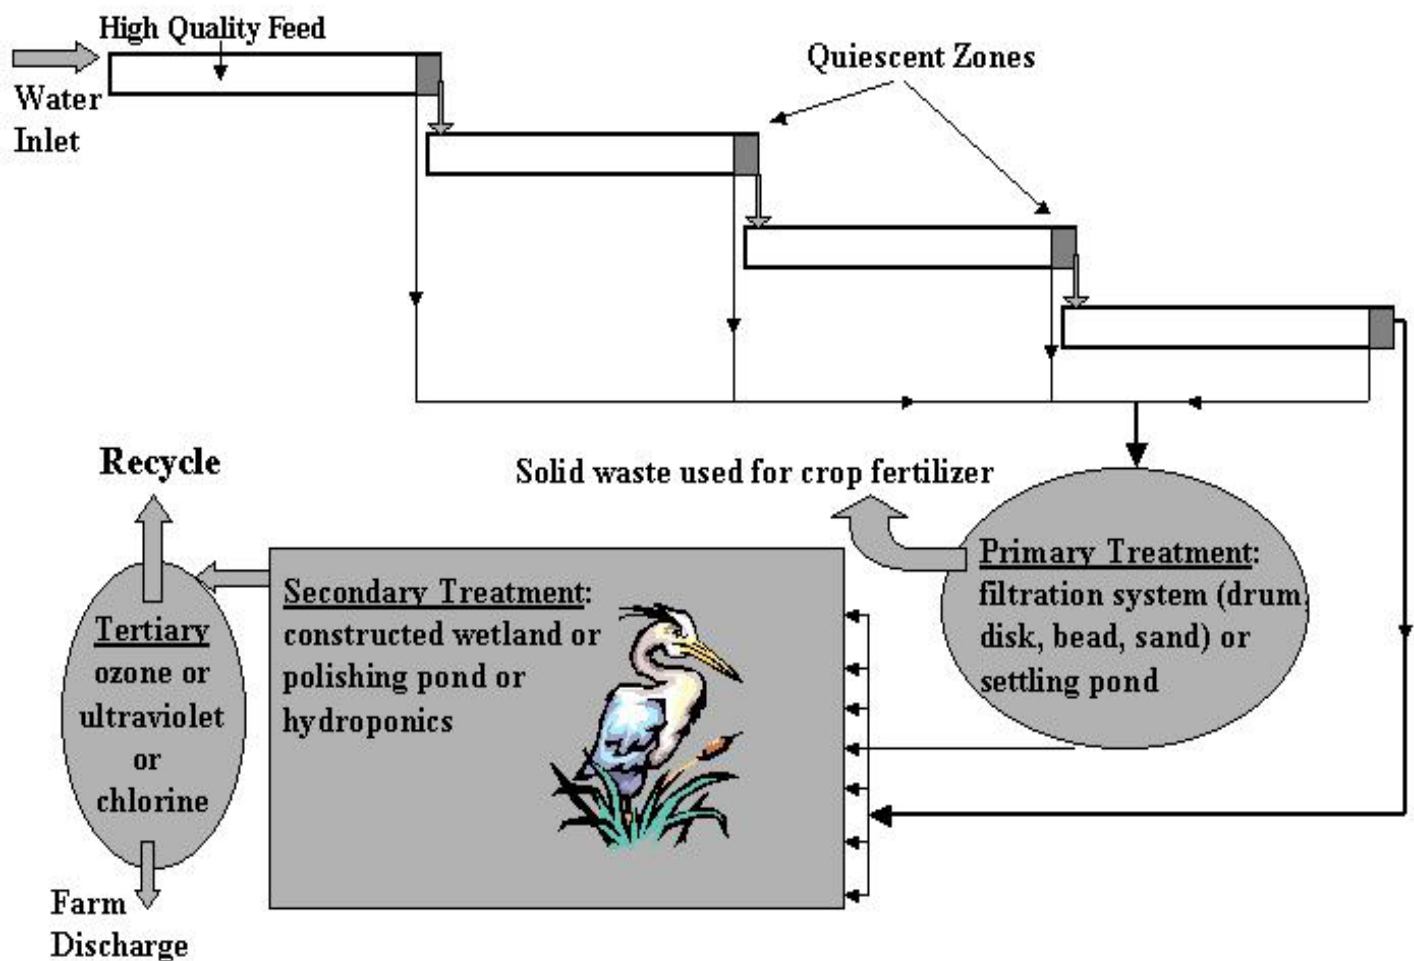 High Quality Feed
Water
Inlet
Quiescent Zones
Recycle
Solid waste used for crop fertilizer
Primary Treatment:
filtration system (drum,
disk, bead, sand) or
settling pond
Secondary Treatment:
constructed wetland or
polishing pond or
hydroponics
Tertiary
ozone or
ultraviolet
or
chlorine
Farm
Discharge